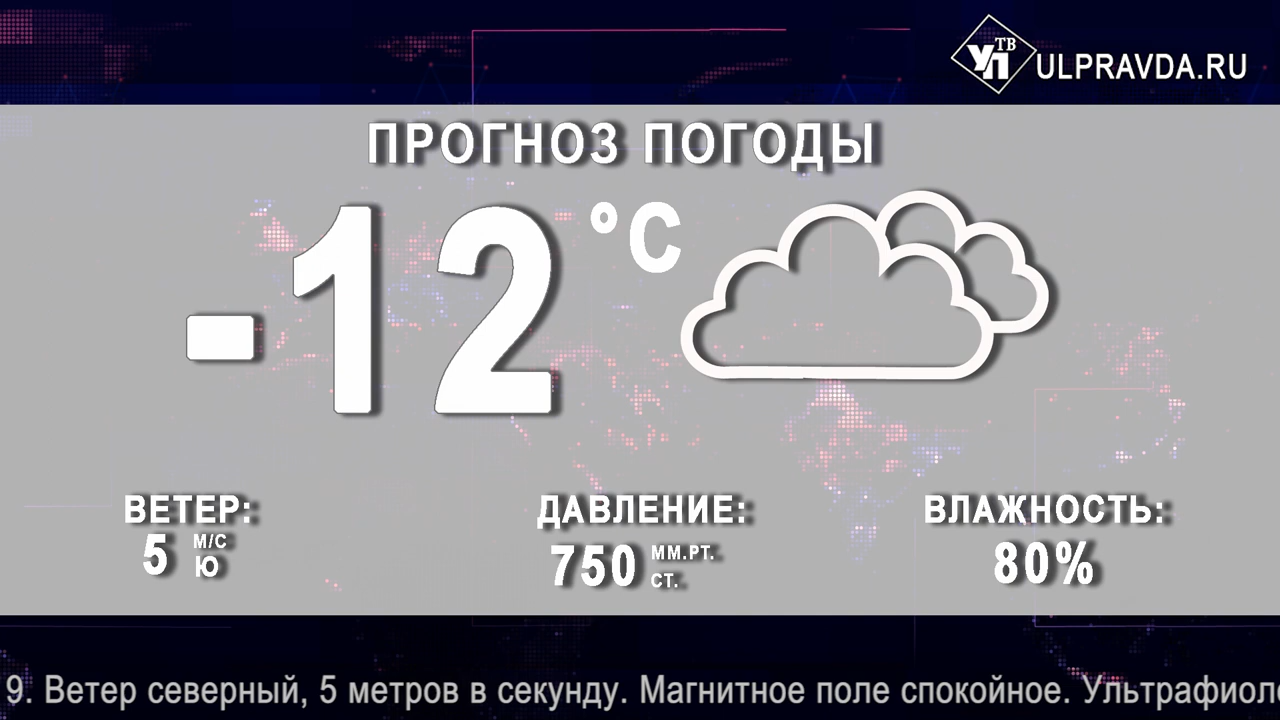 УП ТВ
ULPRAVDA.RU
ПРОГНОЗ ПОГОДЫ
-12 °C
ВЕТЕР:
5 М/С Ю
ДАВЛЕНИЕ:
750 ММ.РТ. СТ.
ВЛАЖНОСТЬ:
80%
9. Ветер северный, 5 метров в секунду. Магнитное поле спокойное.